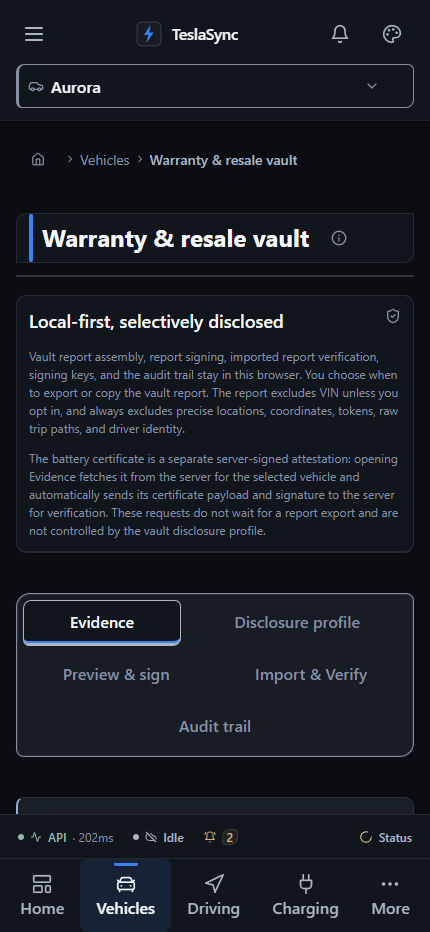 TeslaSync
Aurora
Vehicles
Warranty & resale vault
Warranty & resale vault
Local-first, selectively disclosed
Vault report assembly, report signing, imported report verification,
signing keys, and the audit trail stay in this browser. You choose when
to export or copy the vault report. The report excludes VIN unless you
opt in, and always excludes precise locations, coordinates, tokens, raw
trip paths, and driver identity.
The battery certificate is a separate server-signed attestation: opening
Evidence fetches it from the server for the selected vehicle and
automatically sends its certificate payload and signature to the server
for verification. These requests do not wait for a report export and are
not controlled by the vault disclosure profile.
Evidence
Disclosure profile
Preview & sign
Import & Verify
Audit trail
API · 202ms
Idle
2
Status
Home
Vehicles
Driving
Charging
More